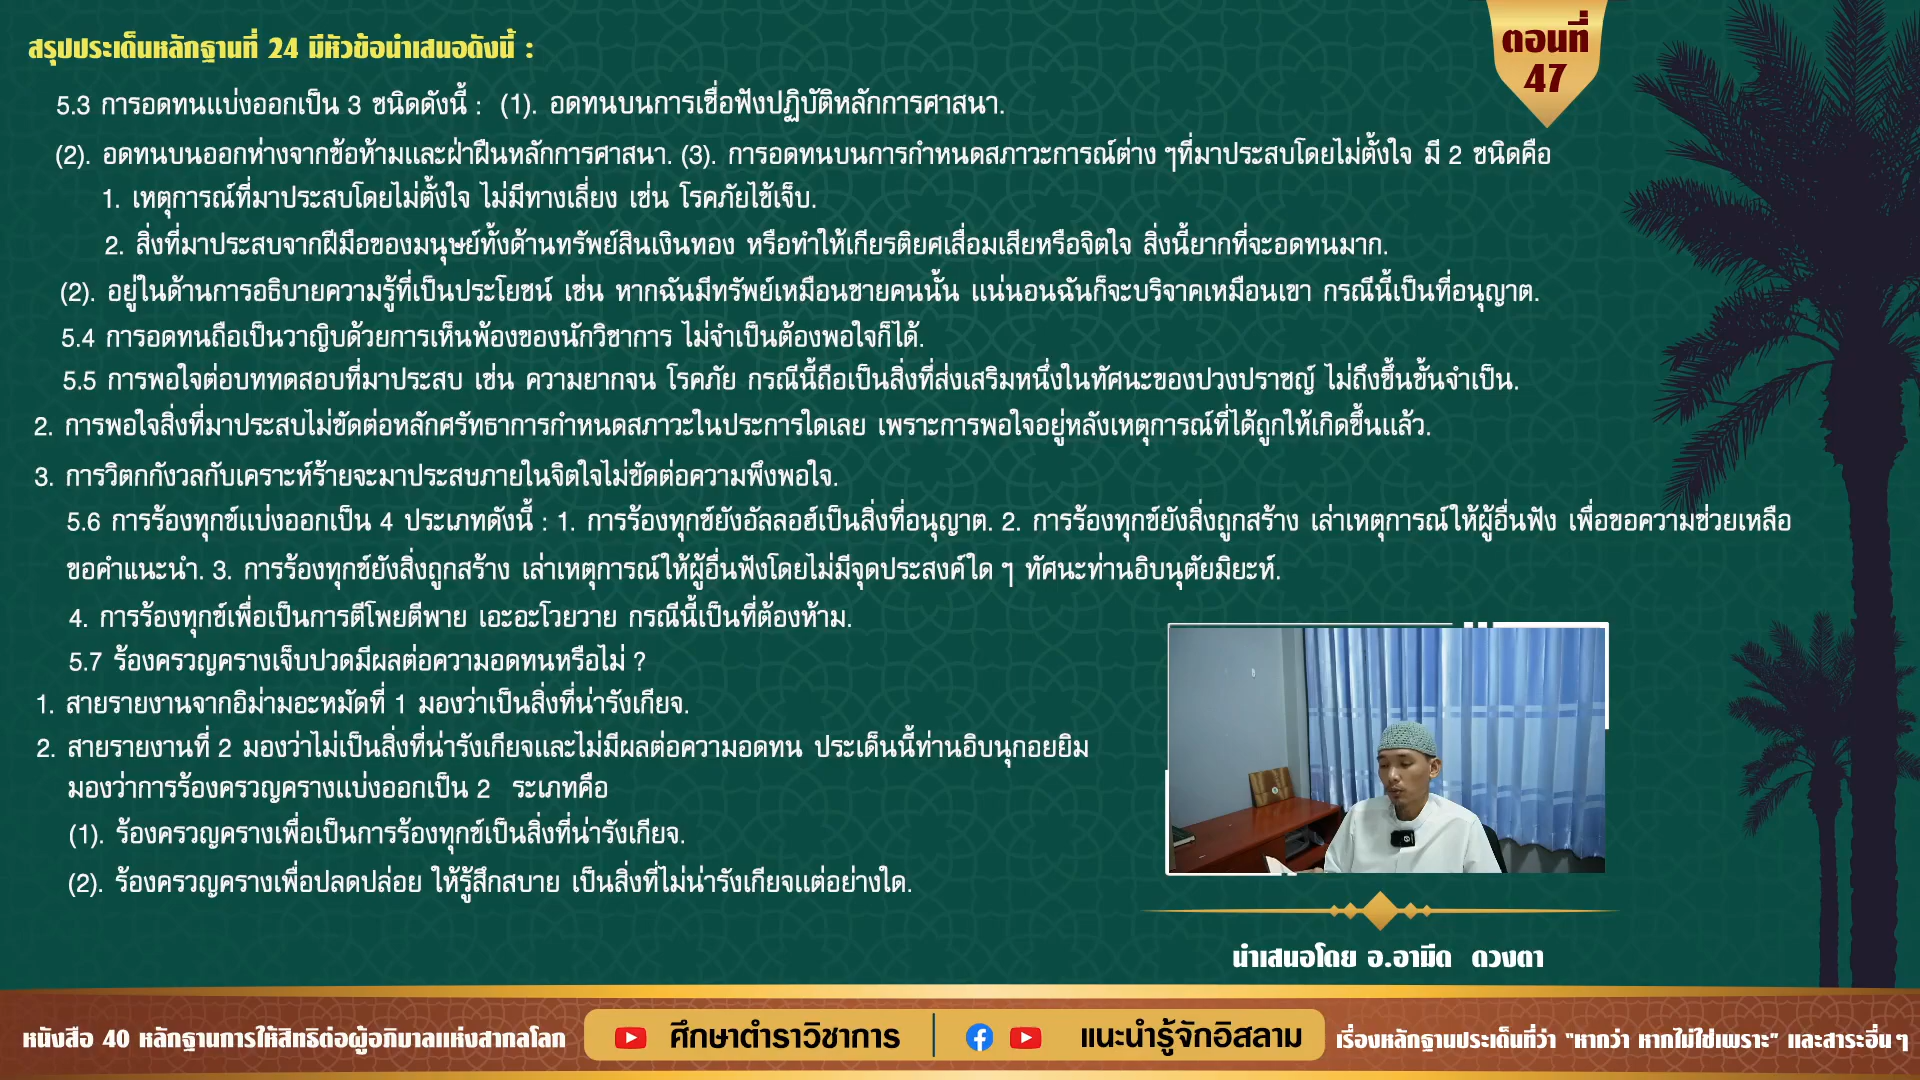 สรุปประเด็นหลักฐานที่ 24 มีหัวข้อนำเสนอดังนี้ :
ตอนที่
47
5.3 การอดทนแบ่งออกเป็น 3 ชนิดดังนี้ : (1). อดทนบนการเชื่อฟังปฏิบัติหลักการศาสนา.
(2). อดทนบนออกห่างจากข้อห้ามและฝ่าฝืนหลักการศาสนา. (3). การอดทนบนการกำหนดสภาวะการณ์ต่าง ๆที่มาประสบโดยไม่ตั้งใจ มี 2 ชนิดคือ
1. เหตุการณ์ที่มาประสบโดยไม่ตั้งใจ ไม่มีทางเลี่ยง เช่น โรคภัยไข้เจ็บ.
2. สิ่งที่มาประสบจากฝีมือของมนุษย์ทั้งด้านทรัพย์สินเงินทอง หรือทำให้เกียรติยศเสื่อมเสียหรือจิตใจ สิ่งนี้ยากที่จะอดทนมาก.
(2). อยู่ในด้านการอธิบายความรู้ที่เป็นประโยชน์ เช่น หากฉันมีทรัพย์เหมือนชายคนนั้น แน่นอนฉันก็จะบริจาคเหมือนเขา กรณีนี้เป็นที่อนุญาต.
5.4 การอดทนถือเป็นวาญิบด้วยการเห็นพ้องของนักวิชาการ ไม่จำเป็นต้องพอใจก็ได้.
5.5 การพอใจต่อบททดสอบที่มาประสบ เช่น ความยากจน โรคภัย กรณีนี้ถือเป็นสิ่งที่ส่งเสริมหนึ่งในทัศนะของปวงปราชญ์ ไม่ถึงขึ้นขั้นจำเป็น.
2. การพอใจสิ่งที่มาประสบไม่ขัดต่อหลักศรัทธาการกำหนดสภาวะในประการใดเลย เพราะการพอใจอยู่หลังเหตุการณ์ที่ได้ถูกให้เกิดขึ้นแล้ว.
3. การวิตกกังวลกับเคราะห์ร้ายจะมาประสษภายในจิตใจไม่ขัดต่อความพึงพอใจ.
5.6 การร้องทุกข์แบ่งออกเป็น 4 ประเภทดังนี้ : 1. การร้องทุกข์ยังอัลลอฮ์เป็นสิ่งที่อนุญาต. 2. การร้องทุกข์ยังสิ่งถูกสร้าง เล่าเหตุการณ์ให้ผู้อื่นฟัง เพื่อขอความช่วยเหลือ
ขอคำแนะนำ. 3. การร้องทุกข์ยังสิ่งถูกสร้าง เล่าเหตุการณ์ให้ผู้อื่นฟังโดยไม่มีจุดประสงค์ใด ๆ ทัศนะท่านอิบนุตัยมิยะห์.
4. การร้องทุกข์เพื่อเป็นการตีโพยตีพาย เอะอะโวยวาย กรณีนี้เป็นที่ต้องห้าม.
5.7 ร้องครวญครางเจ็บปวดมีผลต่อความอดทนหรือไม่ ?
1. สายรายงานจากอิม่ามอะหมัดที่ 1 มองว่าเป็นสิ่งที่น่ารังเกียจ.
2. สายรายงานที่ 2 มองว่าไม่เป็นสิ่งที่น่ารังเกียจและไม่มีผลต่อความอดทน ประเด็นนี้ท่านอิบนุกอยยิม
มองว่าการร้องครวญครางแบ่งออกเป็น 2 ระเภทคือ
(1). ร้องครวญครางเพื่อเป็นการร้องทุกข์เป็นสิ่งที่น่ารังเกียจ.
(2). ร้องครวญครางเพื่อปลดปล่อย ให้รู้สึกสบาย เป็นสิ่งที่ไม่น่ารังเกียจแต่อย่างใด.
นำเสนอโดย อ.อามีด ดวงตา
หนังสือ 40 หลักฐานการให้สิทธิต่อผู้อภิบาลแห่งสากลโลก
ศึกษาตำราวิชาการ
แนะนำรู้จักอิสลาม
เรื่องหลักฐานประเด็นที่ว่า "หากว่า หากไม่ใช่เพราะ" และสาระอื่น ๆ